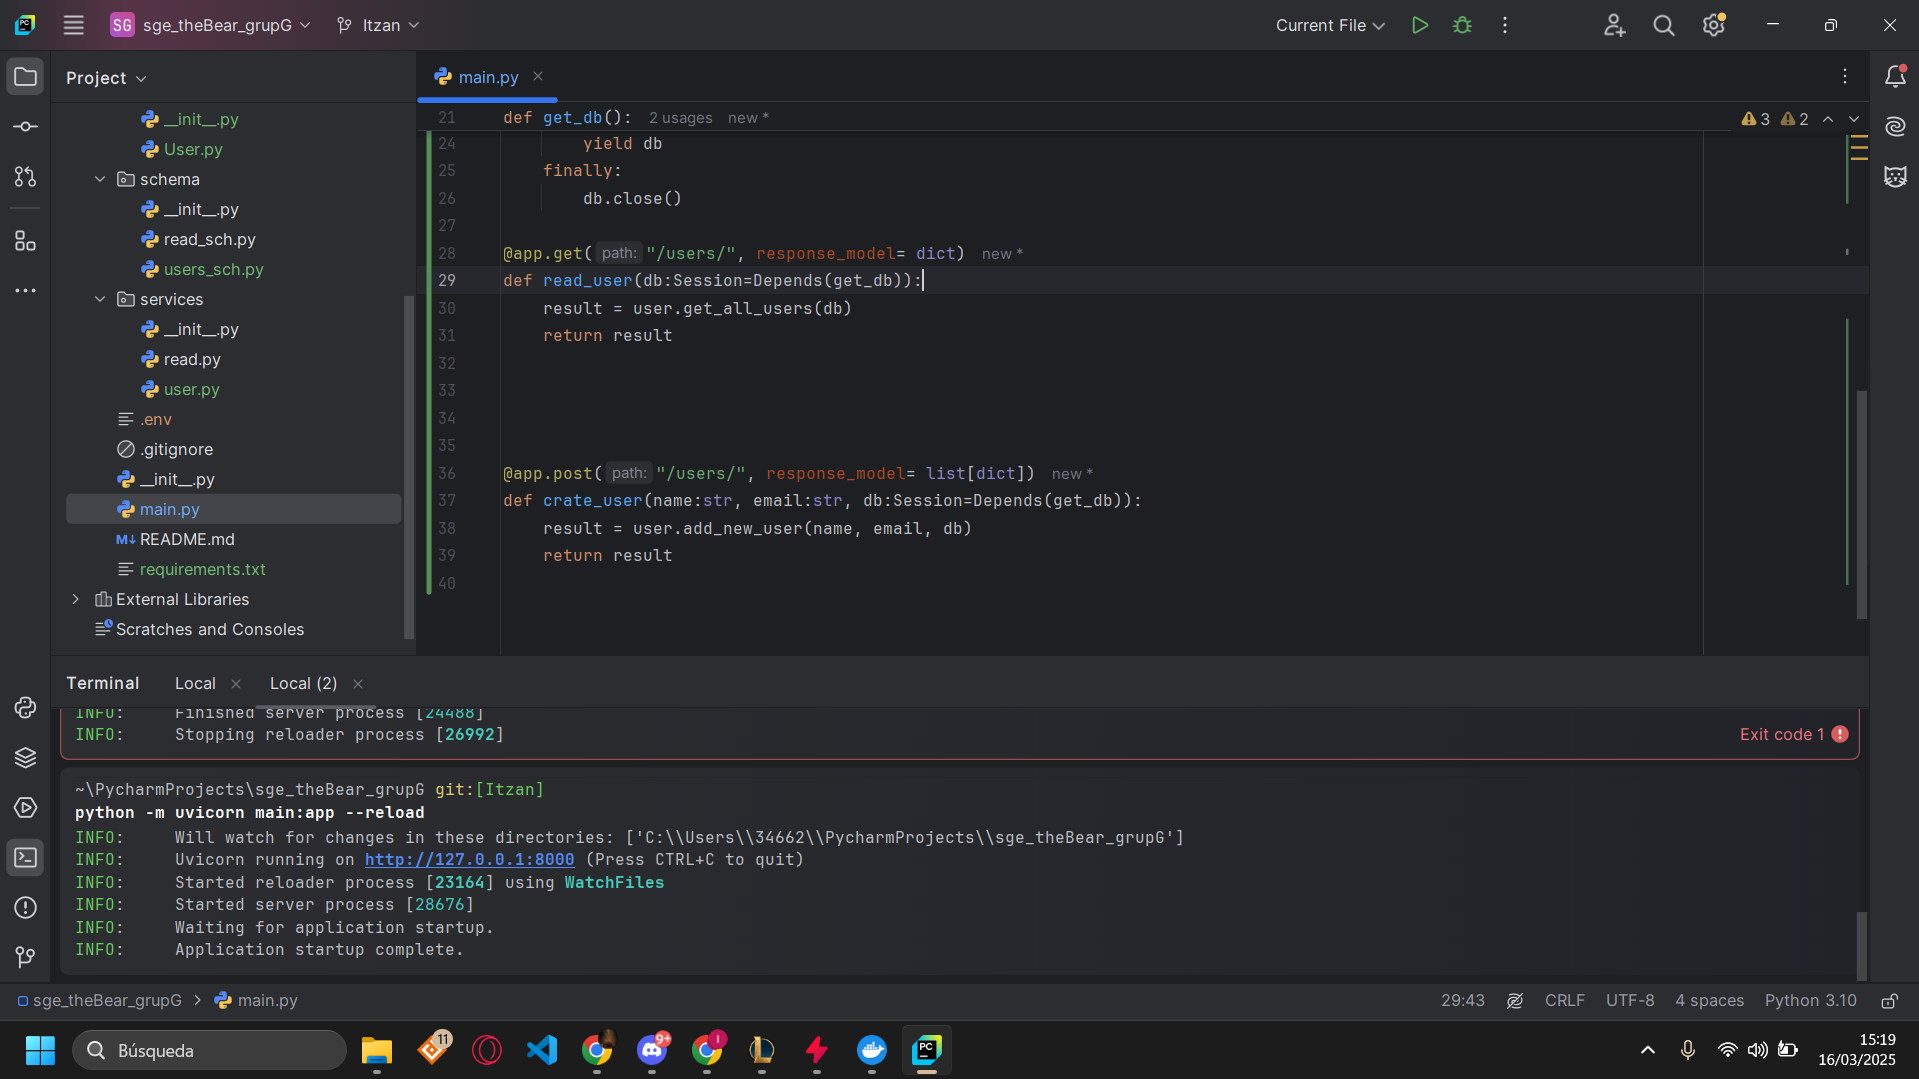 SG sge_theBear_grupG
Itzan
Current File
Project
main.py
__init__.py
User.py
schema
__init__.py
read_sch.py
users_sch.py
services
__init__.py
read.py
user.py
.env
.gitignore
__init__.py
main.py
M↓ README.md
requirements.txt
External Libraries
Scratches and Consoles
21 def get_db(): 2 usages new *
3 2
24 yield db
25 finally:
26 db.close()
27
28 @app.get( path: "/users/", response_model= dict) new *
29 def read_user(db:Session=Depends(get_db)):
30 result = user.get_all_users(db)
31 return result
32
33
34
35
36 @app.post( path: "/users/", response_model= list[dict]) new *
37 def crate_user(name:str, email:str, db:Session=Depends(get_db)):
38 result = user.add_new_user(name, email, db)
39 return result
40
Terminal Local Local (2)
INFO: Finished server process [24488]
INFO: Stopping reloader process [26992]
Exit code 1
~\PycharmProjects\sge_theBear_grupG git:[Itzan]
python -m uvicorn main:app --reload
INFO: Will watch for changes in these directories: ['C:\\Users\\34662\\PycharmProjects\\sge_theBear_grupG']
INFO: Uvicorn running on http://127.0.0.1:8000 (Press CTRL+C to quit)
INFO: Started reloader process [23164] using WatchFiles
INFO: Started server process [28676]
INFO: Waiting for application startup.
INFO: Application startup complete.
sge_theBear_grupG > main.py
29:43 CRLF UTF-8 4 spaces Python 3.10
Búsqueda
11
9+
PC
15:19
16/03/2025